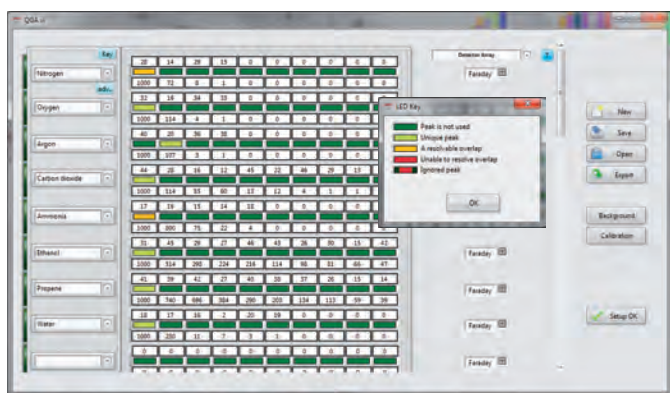 QGA
Key
Detector Array
Nitrogen
28 14 29 15 0 0 0 0 0 0
Faraday
1000 72 8 1 0 0 0 0 0 0
adv..
Oxygen
32 16 34 33 0 0 0 0 0 0
1000 114 4 1 0 0 0 0 0
Argon
40 20 36 38 0 0 0 0 0
1000 107 3 1 0 0 0 0 0
Carbon dioxide
44 28 16 12 45 22 46 29 13
1000 114 85 60 13 12 4 1 1
Ammonia
17 16 15 14 18 0 0 0 0
1000 800 75 22 4 0 0 0 0
Ethanol
31 45 29 27 46 43 26 30 15 42
Faraday
1000 514 298 224 216 114 98 81 66 47
Propene
41 39 42 27 40 38 37 26 15 14
Faraday
1000 740 696 384 290 203 134 113 59 39
Water
18 17 16 2 20 19 0 0 0 0
Faraday
1000 230 11 7 3 1 0 0 0 0
0 0 0 0 0 0 0 0 0 0
Faraday
LED Key
Peak is not used
Unique peak
A resolvable overlap
Unable to resolve overlap
Ignored peak
OK
New
Save
Open
Export
Background
Calibration
Setup OK